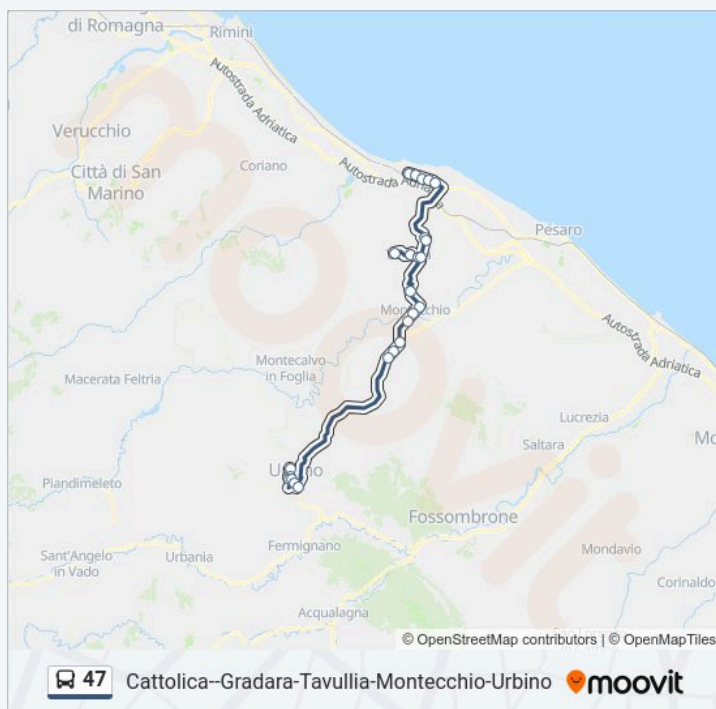 di Romagna
Rimini
Autostrada Adriatica
Verucchio
Coriano
Città di San
Marino
Autostrada Adriatica
Pesaro
Montecchio
Autostrada Adriatica
Montecalvo
in Foglia
Macerata Feltria
Lucrezia
Saltara
Mo
Urbino
Piandimeleto
Fossombrone
Fermignano
Mondavio
Sant'Angelo
in Vado
Urbania
Corinaldo
Acqualagna
© OpenStreetMap contributors | © OpenMapTiles
47 Cattolica--Gradara-Tavullia-Montecchio-Urbino moovit
moovit